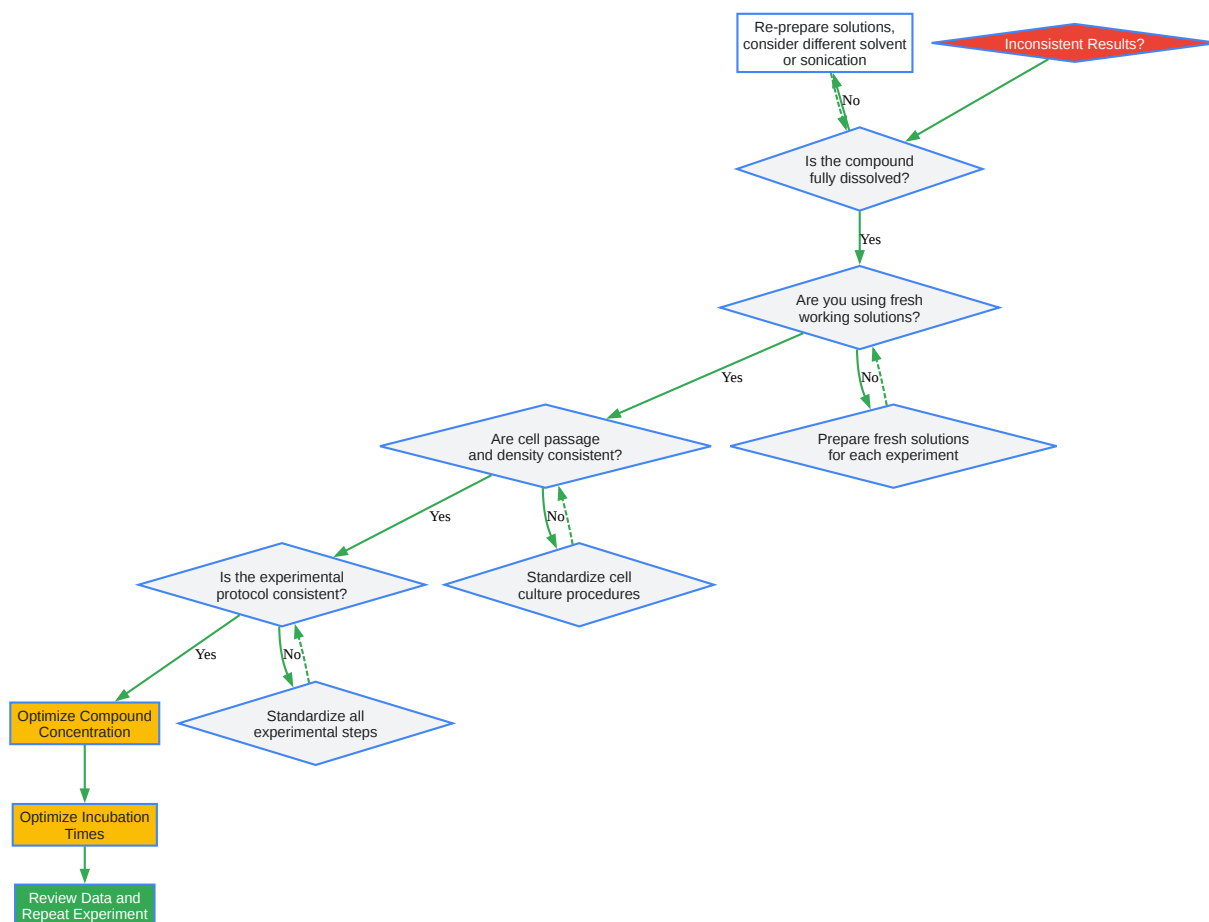 Re-prepare solutions,
consider different solvent
or sonication
Inconsistent Results?
No
Is the compound
fully dissolved?
Yes
Are you using fresh
working solutions?
Yes
No
Are cell passage
and density consistent?
Prepare fresh solutions
for each experiment
Yes
No
Is the experimental
protocol consistent?
Standardize cell
culture procedures
Yes
No
Optimize Compound
Concentration
Standardize all
experimental steps
Optimize Incubation
Times
Review Data and
Repeat Experiment